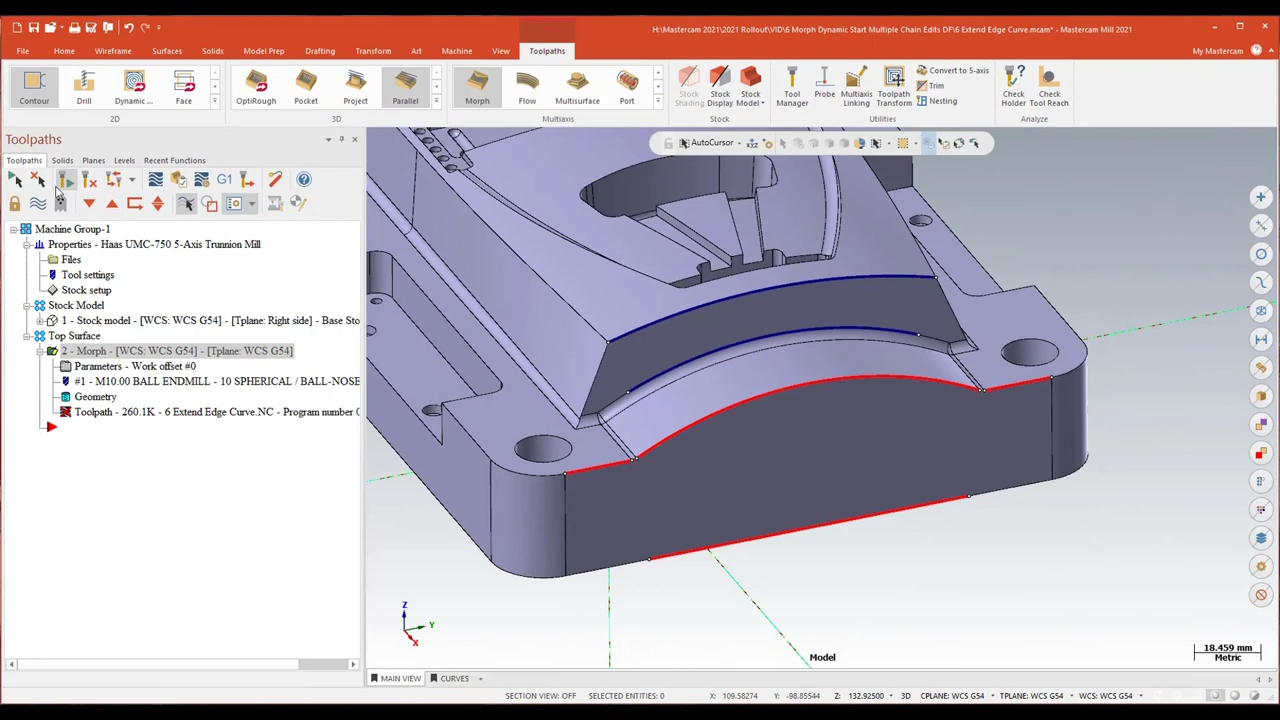 H:\Mastercam 2021\2021 Rollout\VID\6 Morph Dynamic Start Multiple Chain Edits DF\6 Extend Edge Curve.mcam* - Mastercam Mill 2021
File Home Wireframe Surfaces Solids Model Prep Drafting Transform Art Machine View Toolpaths My Mastercam
Contour Drill Dynamic ... Face OptiRough Pocket Project Parallel Morph Flow Multisurface Port Stock Shading Stock Display Stock Model Tool Manager Probe Multiaxis Linking Toolpath Transform Convert to 5-axis Trim Nesting Check Holder Check Tool Reach
2D 3D Multiaxis Stock Utilities Analyze
Toolpaths
AutoCursor
Toolpaths Solids Planes Levels Recent Functions
G1
Machine Group-1
Properties - Haas UMC-750 5-Axis Trunnion Mill
Files
Tool settings
Stock setup
Stock Model
1 - Stock model - [WCS: WCS G54] - [Tplane: Right side] - Base Sto
Top Surface
2 - Morph - [WCS: WCS G54] - [Tplane: WCS G54]
Parameters - Work offset #0
#1 - M10.00 BALL ENDMILL - 10 SPHERICAL / BALL-NOSE
Geometry
Toolpath - 260.1K - 6 Extend Edge Curve.NC - Program number 0
Z
Y
X
Model
18.459 mm
Metric
MAIN VIEW CURVES +
SECTION VIEW: OFF SELECTED ENTITIES: 0 X: 109.58274 Y: -98.85544 Z: 132.92500 3D CPLANE: WCS G54 TPLANE: WCS G54 WCS: WCS G54